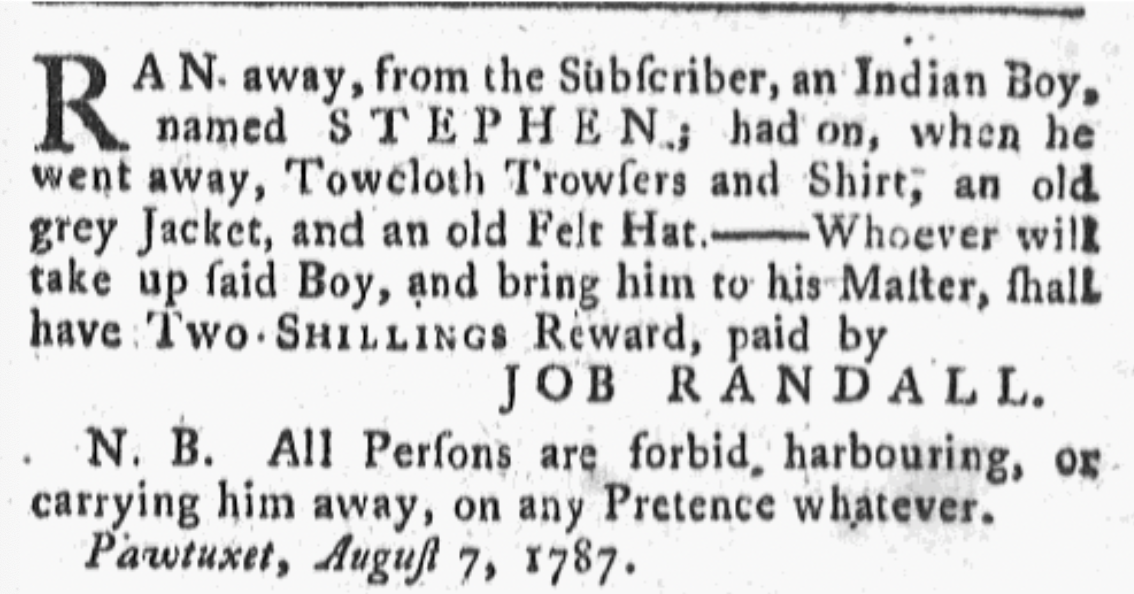 RAN away, from the Subſcriber, an Indian Boy,
named STEPHEN; had on, when he
went away, Towcloth Trowſers and Shirt, an old
grey Jacket, and an old Felt Hat.——Whoever will
take up ſaid Boy, and bring him to his Maſter, ſhall
have Two Shillings Reward, paid by
JOB RANDALL.
N. B. All Perſons are forbid harbouring, or
carrying him away, on any Pretence whatever.
Pawtuxet, Auguſt 7, 1787.